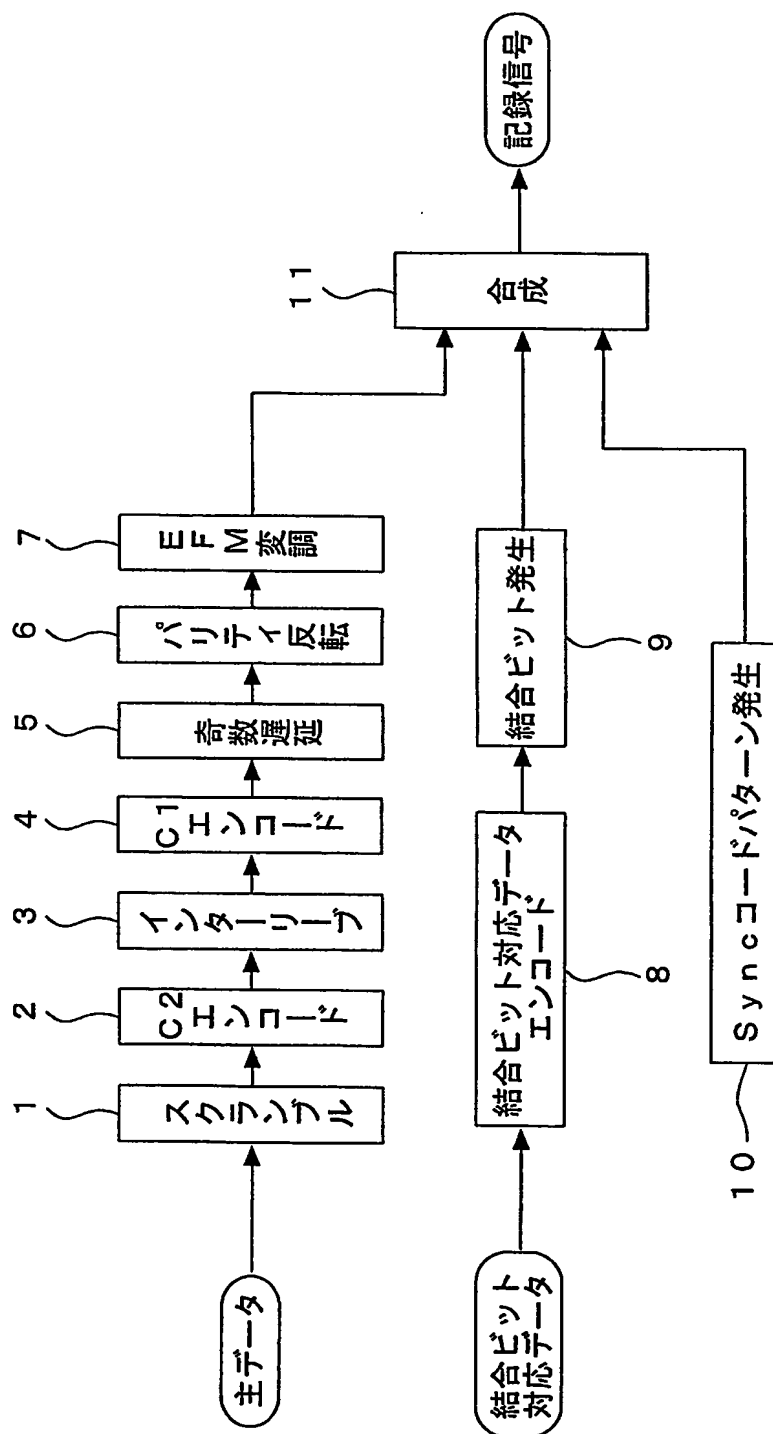 主データ
1
スクランブル
2
C2
エンコード
3
インターリーブ
4
C1
エンコード
5
奇数遅延
6
パリティ反転
7
EFM変調
結合ビット
対応データ
8
結合ビット対応データ
エンコード
9
結合ビット発生
10
Syncコードパターン発生
11
合成
記録信号